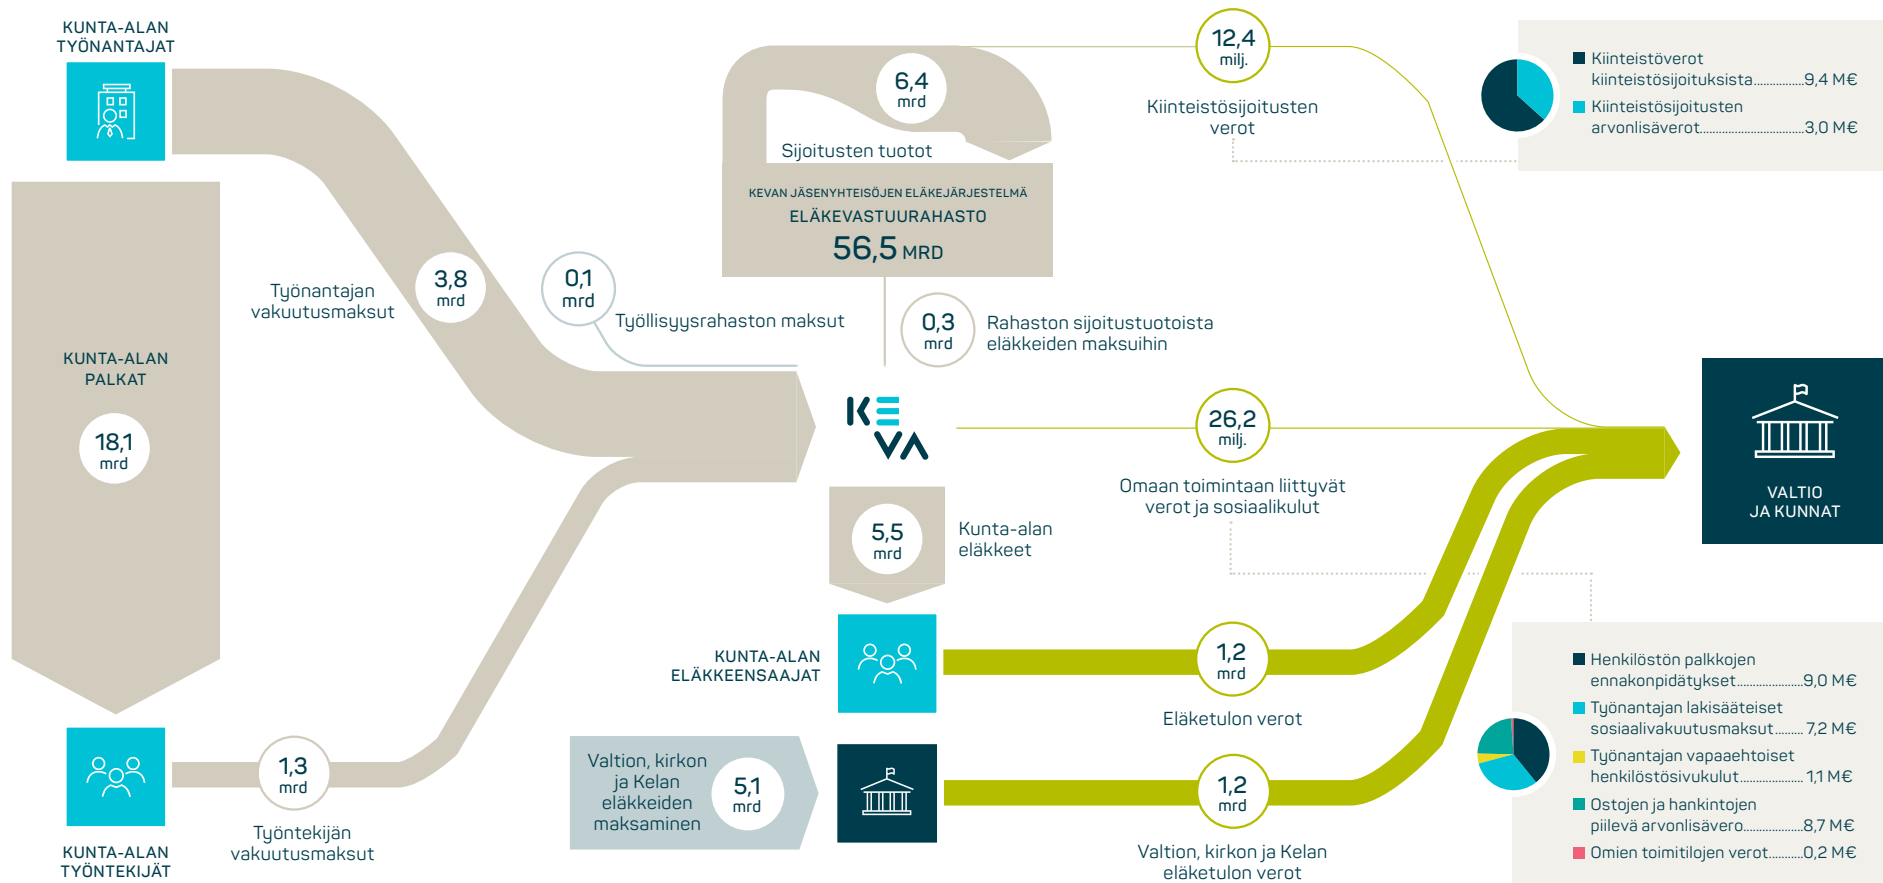 KUNTA-ALAN
TYÖNANTAJAT
KUNTA-ALAN
PALKAT
18,1
mrd
KUNTA-ALAN
TYÖNTEKIJÄT
Työnantajan
vakuutusmaksut
3,8
mrd
1,3
mrd
Työntekijän
vakuutusmaksut
0,1
mrd
Työllisyysrahaston maksut
6,4
mrd
Sijoitusten tuotot
KEVAN JÄSENYHTEISÖJEN ELÄKEJÄRJESTELMÄ
ELÄKEVASTUURAHASTO
56,5 MRD
0,3
mrd
Rahaston sijoitustuotoista
eläkkeiden maksuihin
KEVA
5,5
mrd
Kunta-alan
eläkkeet
KUNTA-ALAN
ELÄKKEENSAAJAT
Valtion, kirkon
ja Kelan
eläkkeiden
maksaminen
5,1
mrd
12,4
milj.
Kiinteistösijoitusten
verot
26,2
milj.
Omaan toimintaan liittyvät
verot ja sosiaalikulut
1,2
mrd
Eläketulon verot
1,2
mrd
Valtion, kirkon ja Kelan
eläketulon verot
Kiinteistöverot
kiinteistösijoituksista................9,4 M€
Kiinteistösijoitusten
arvonlisäverot.................................3,0 M€
VALTIO
JA KUNNAT
Henkilöstön palkkojen
ennakonpidätykset.....................9,0 M€
Työnantajan lakisääteiset
sosiaalivakuutusmaksut.........7,2 M€
Työnantajan vapaaehtoiset
henkilöstösivukulut....................1,1 M€
Ostojen ja hankintojen
piilevä arvonlisävero...................8,7 M€
Omien toimitilojen verot...........0,2 M€